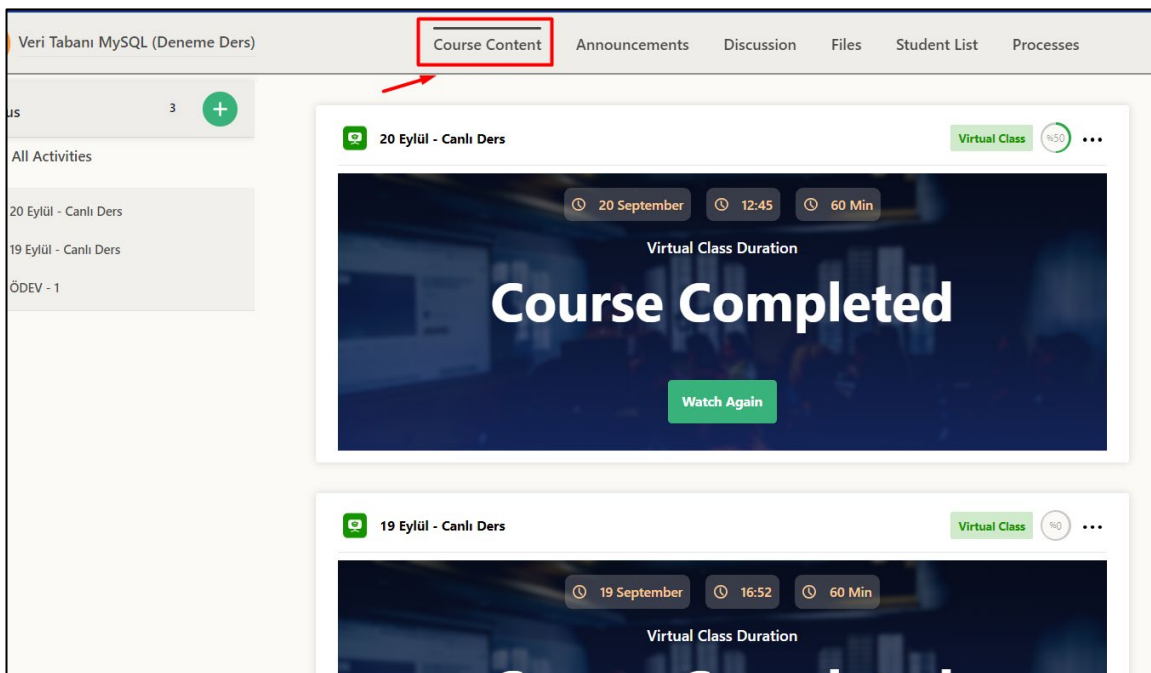 Veri Tabanı MySQL (Deneme Ders)
Course Content Announcements Discussion Files Student List Processes
3 +
All Activities
20 Eylül - Canlı Ders
19 Eylül - Canlı Ders
ÖDEV - 1
20 Eylül - Canlı Ders Virtual Class %50
20 September 12:45 60 Min
Virtual Class Duration
Course Completed
Watch Again
19 Eylül - Canlı Ders Virtual Class %0
19 September 16:52 60 Min
Virtual Class Duration